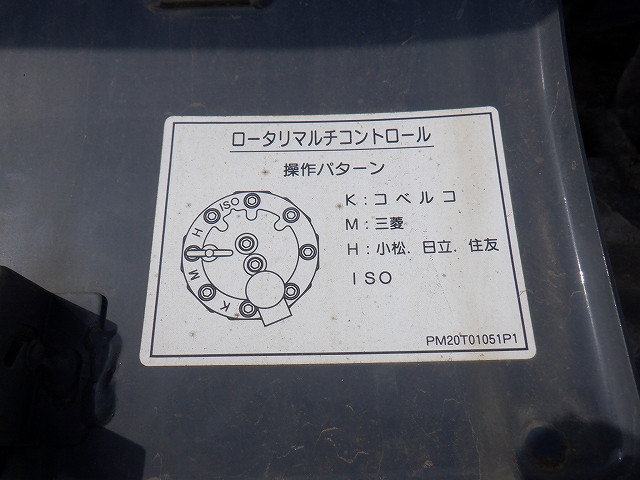 ロータリマルチコントロール
操作パターン
K：コベルコ
M：三菱
H：小松．日立．住友
ISO
ISO
H
M
K
PM20T01051P1